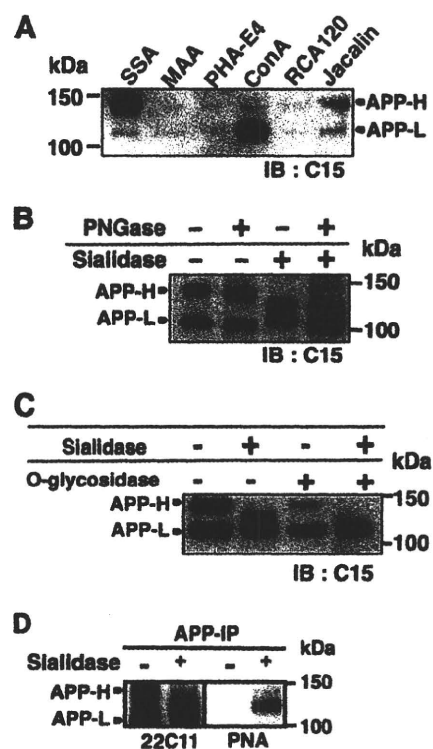 A
kDa
SSA MAA PHA-E4 ConA RCA120 Jacalin
150
APP-H
APP-L
100
IB : C15
B
PNGase - + - +
Sialidase - - + +
kDa
APP-H
150
APP-L
100
IB : C15
C
Sialidase - + - +
kDa
O-glycosidase - - + +
APP-H
150
APP-L
100
IB : C15
D
APP-IP
kDa
Sialidase - + - +
APP-H
150
APP-L
100
22C11 PNA